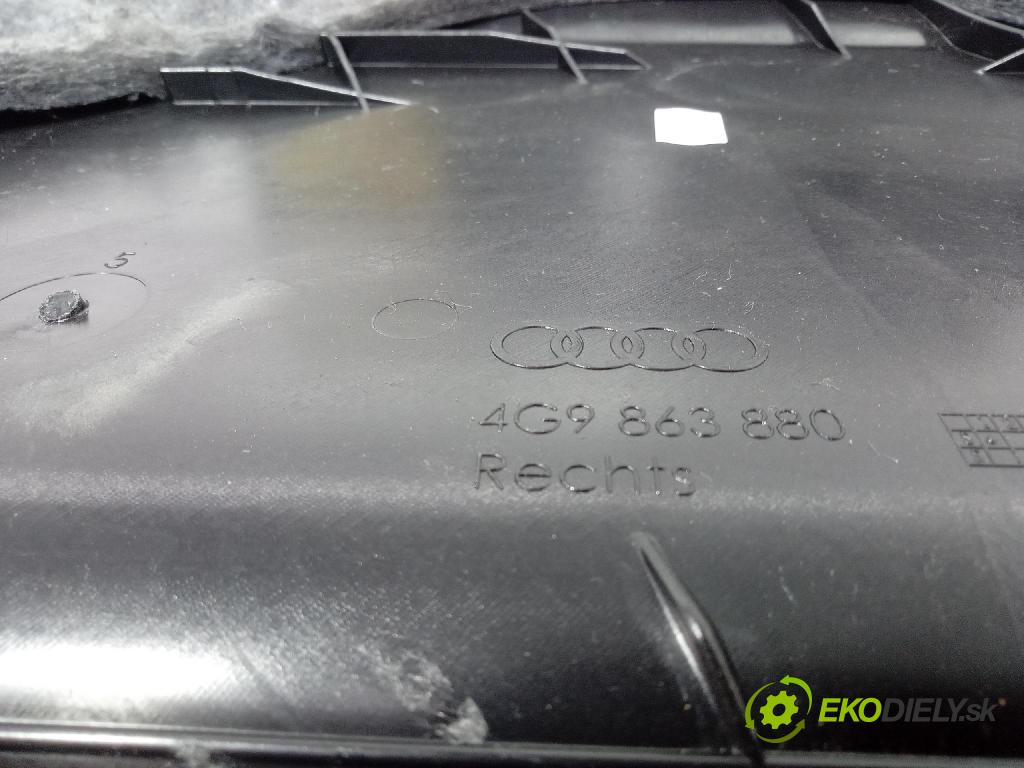 5
4G9 863 880
Rechts
EKODIELY.sk